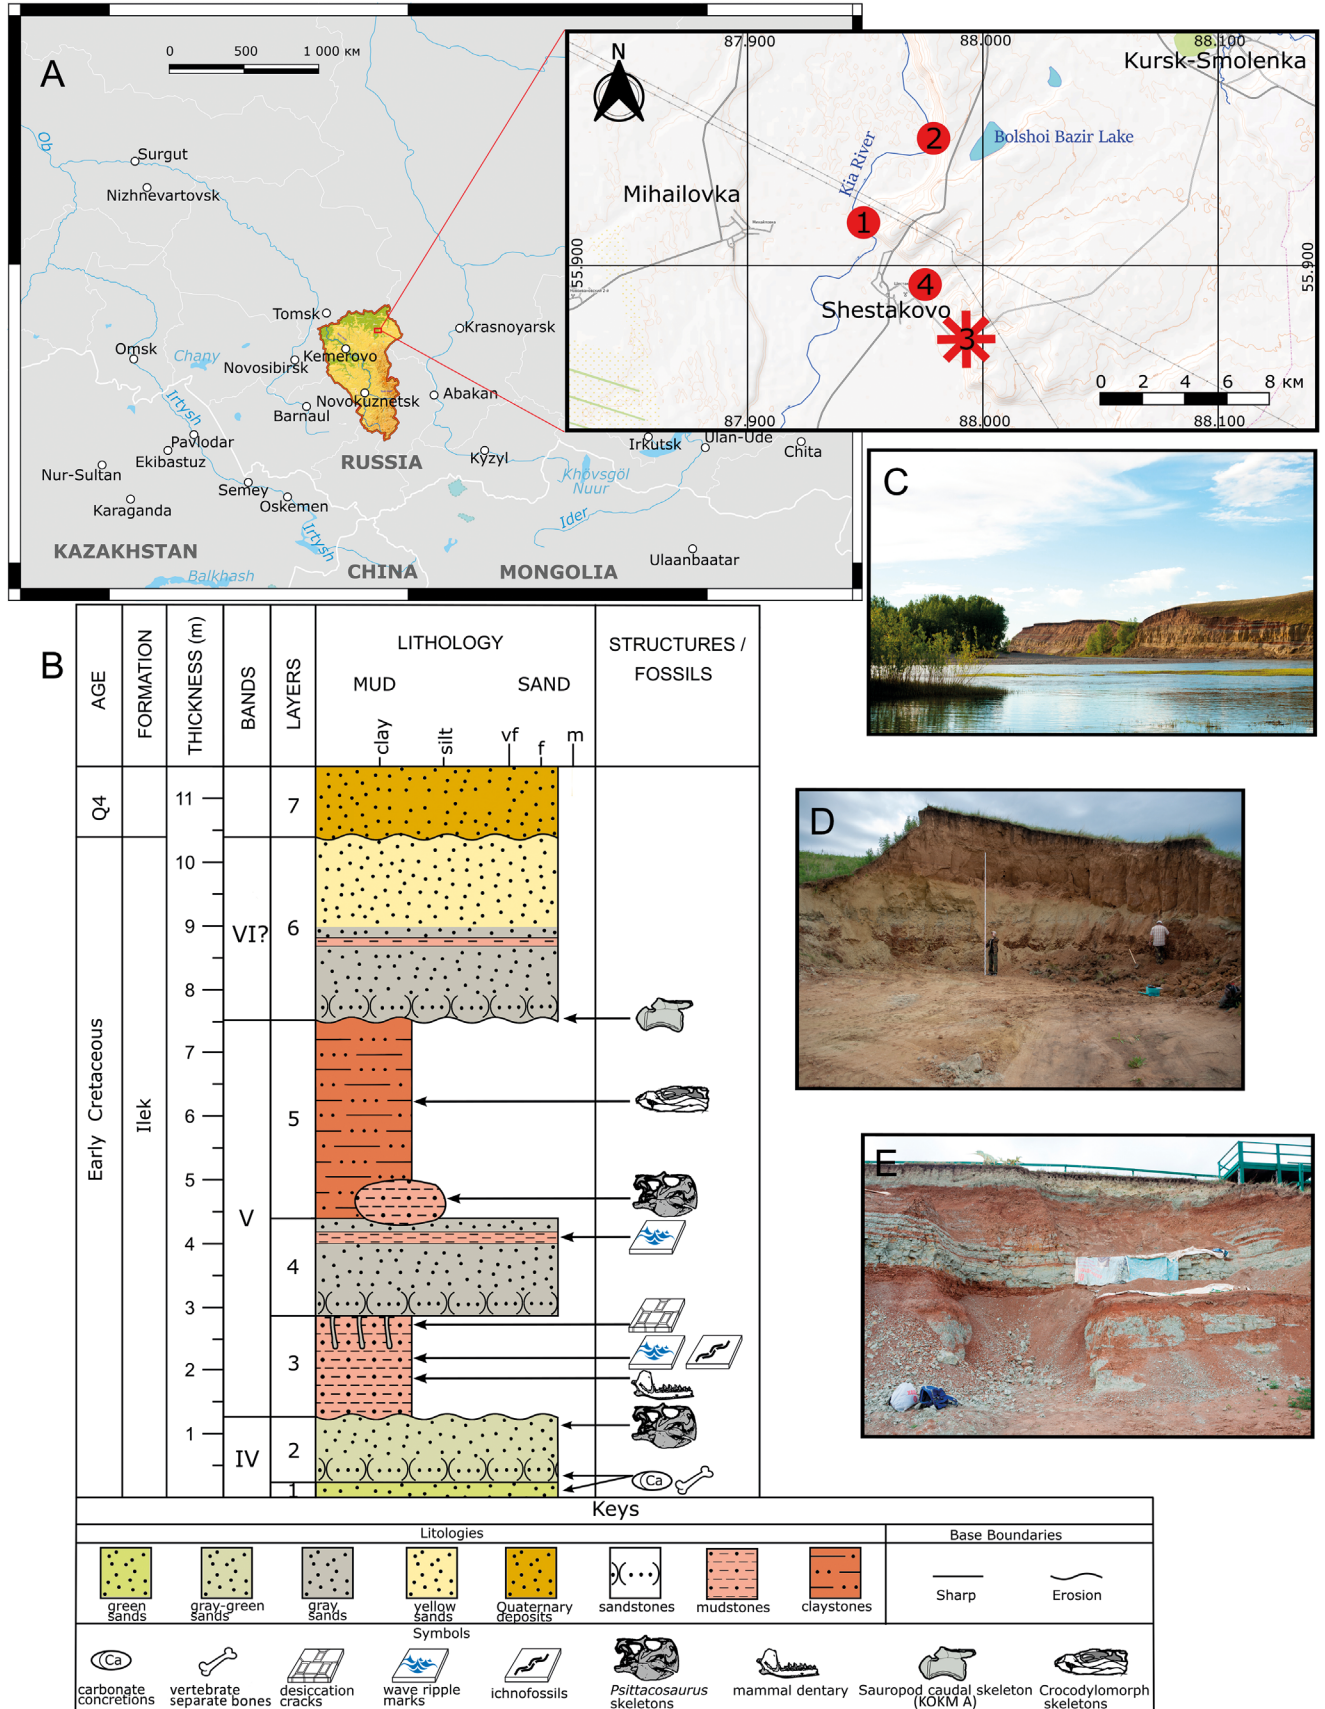 A
0 500 1 000 км
Ob
Surgut
Nizhnevartovsk
Tomsk
Krasnoyarsk
Omsk
Chany
Kemerovo
Novosibirsk
Irtysh
Novokuznetsk
Abakan
Barnaul
Pavlodar
Ekibastuz
RUSSIA
Kyzyl
Irkutsk
Ulan-Ude
Chita
Nur-Sultan
Semey
Khövsgöl
Nuur
Karaganda
Oskemen
Ider
Irtysh
KAZAKHSTAN
Ulaanbaatar
Balkhash
CHINA
MONGOLIA
87.900 88.000 88.100
N
Kursk-Smolenka
2
Bolshoi Bazir Lake
Kia River
Mihailovka
1
55.900
55.900
4
Shestakovo
3
0 2 4 6 8 км
87.900 88.000 88.100
C
D
E
B
AGE
FORMATION
THICKNESS (m)
BANDS
LAYERS
LITHOLOGY
MUD SAND
clay silt vf f m
STRUCTURES /
FOSSILS
Q4
11
7
10
9
VI?
6
8
7
Early Cretaceous
Ilek
6
5
5
V
4
4
3
3
2
1
IV
2
Ca
1
Keys
Litologies
Base Boundaries
green
sands
gray-green
sands
gray
sands
yellow
sands
Quaternary
deposits
sandstones
mudstones
claystones
Sharp
Erosion
Symbols
Ca
carbonate
concretions
vertebrate
separate bones
desiccation
cracks
wave ripple
marks
ichnofossils
Psittacosaurus
skeletons
mammal dentary
Sauropod caudal skeleton
(KOKM A)
Crocodylomorph
skeletons